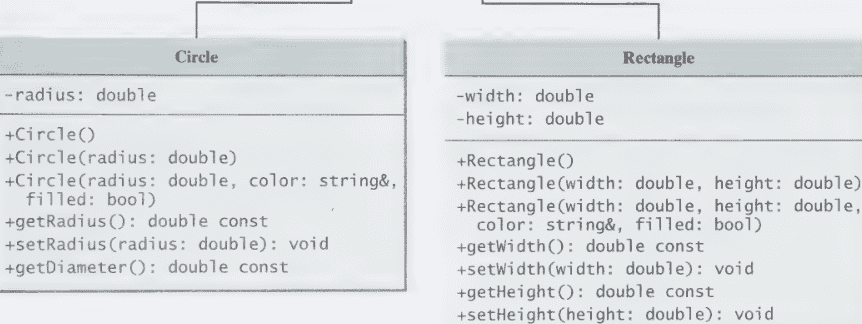 Circle
-radius: double
+Circle()
+Circle(radius: double)
+Circle(radius: double, color: string&,
filled: bool)
+getRadius(): double const
+setRadius(radius: double): void
+getDiameter(): double const
Rectangle
-width: double
-height: double
+Rectangle()
+Rectangle(width: double, height: double)
+Rectangle(width: double, height: double,
color: string&, filled: bool)
+getWidth(): double const
+setWidth(width: double): void
+getHeight(): double const
+setHeight(height: double): void